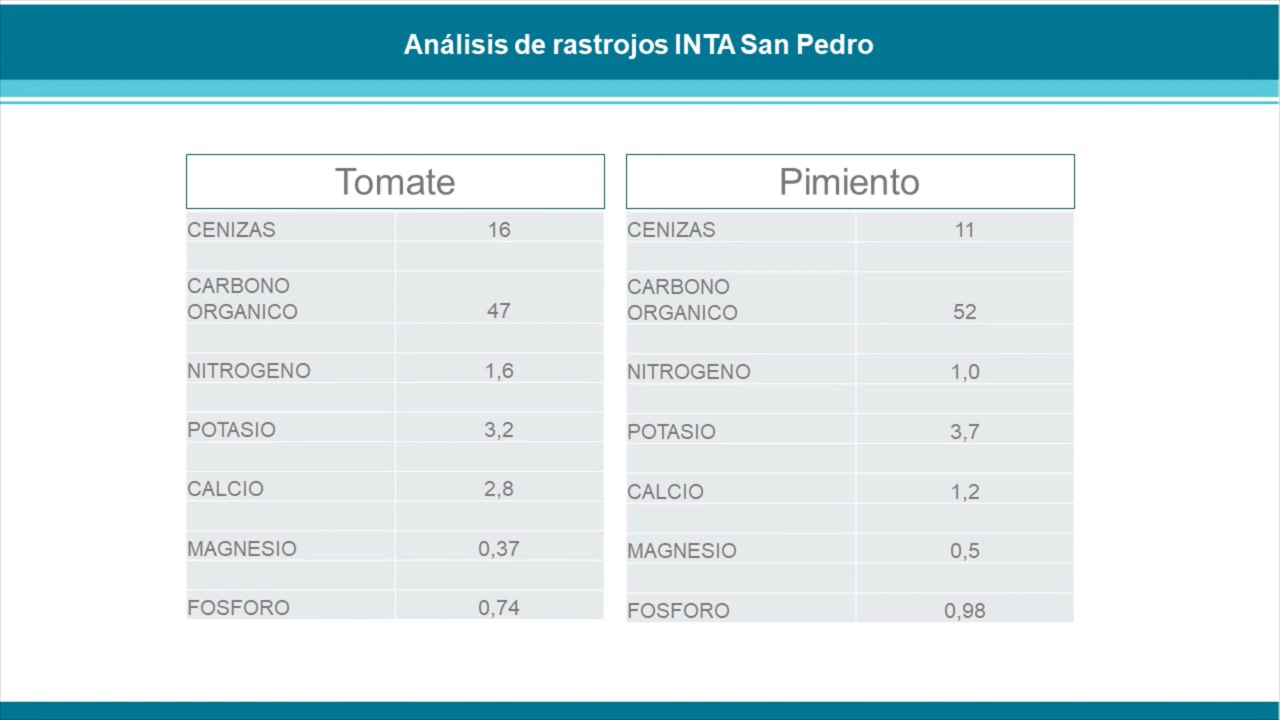 Análisis de rastrojos INTA San Pedro
Tomate
CENIZAS 16
CARBONO
ORGANICO 47
NITROGENO 1,6
POTASIO 3,2
CALCIO 2,8
MAGNESIO 0,37
FOSFORO 0,74
Pimiento
CENIZAS 11
CARBONO
ORGANICO 52
NITROGENO 1,0
POTASIO 3,7
CALCIO 1,2
MAGNESIO 0,5
FOSFORO 0,98